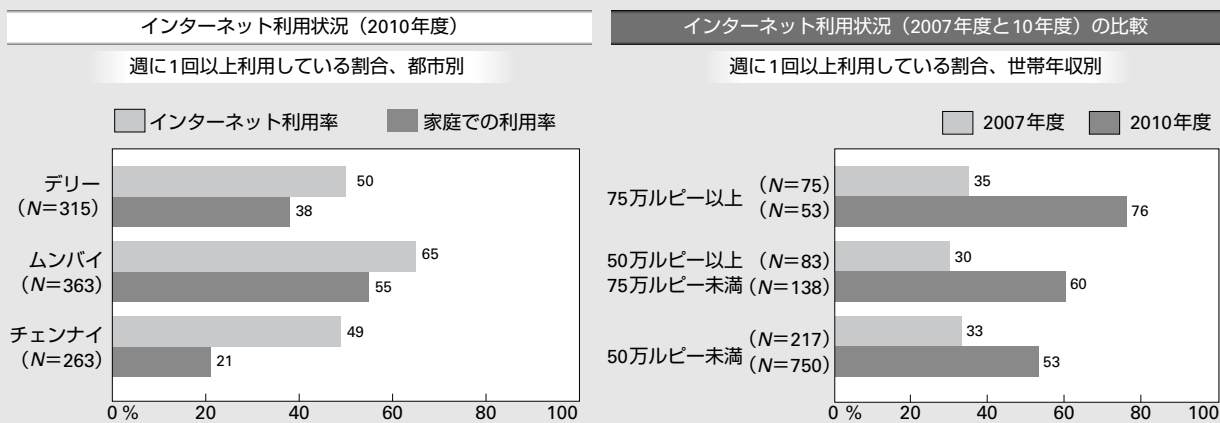 インターネット利用状況（2010年度）
週に1回以上利用している割合、都市別
インターネット利用率 家庭での利用率
デリー
（N＝315）
50
38
ムンバイ
（N＝363）
65
55
チェンナイ
（N＝263）
49
21
0 % 20 40 60 80 100
インターネット利用状況（2007年度と10年度）の比較
週に1回以上利用している割合、世帯年収別
2007年度 2010年度
75万ルピー以上
（N＝75）
（N＝53）
35
76
50万ルピー以上 （N＝83）
75万ルピー未満（N＝138）
30
60
50万ルピー未満
（N＝217）
（N＝750）
33
53
0 % 20 40 60 80 100